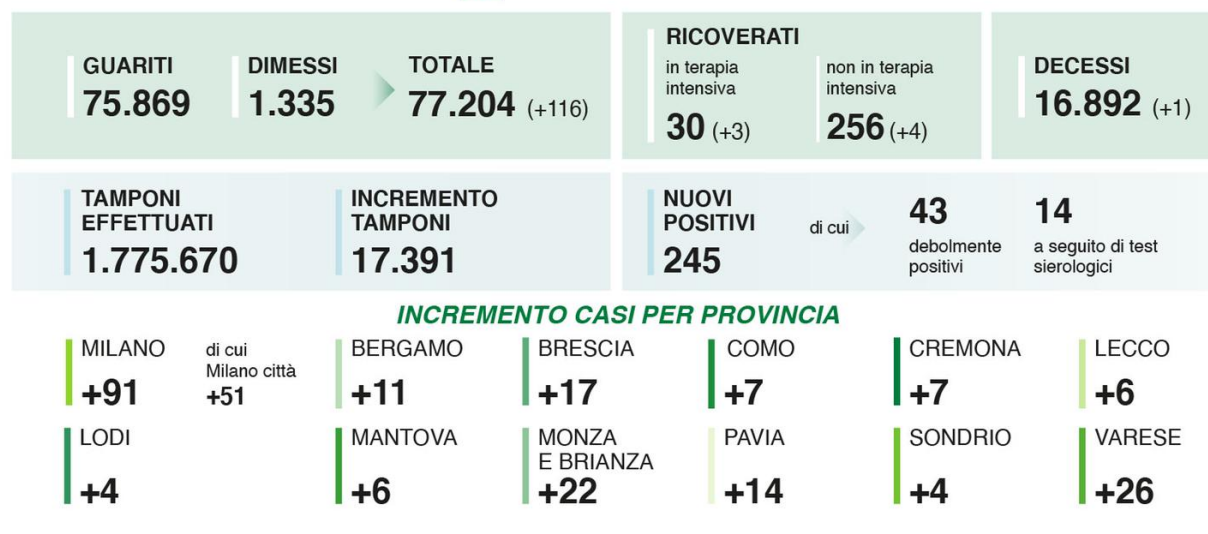 GUARITI
75.869
DIMESSI
1.335
TOTALE
77.204 (+116)
RICOVERATI
in terapia
intensiva
30 (+3)
non in terapia
intensiva
256 (+4)
DECESSI
16.892 (+1)
TAMPONI
EFFETTUATI
1.775.670
INCREMENTO
TAMPONI
17.391
NUOVI
POSITIVI
245
di cui
43
debolmente
positivi
14
a seguito di test
sierologici
INCREMENTO CASI PER PROVINCIA
MILANO
+91
di cui
Milano città
+51
BERGAMO
+11
BRESCIA
+17
COMO
+7
CREMONA
+7
LECCO
+6
LODI
+4
MANTOVA
+6
MONZA
E BRIANZA
+22
PAVIA
+14
SONDRIO
+4
VARESE
+26